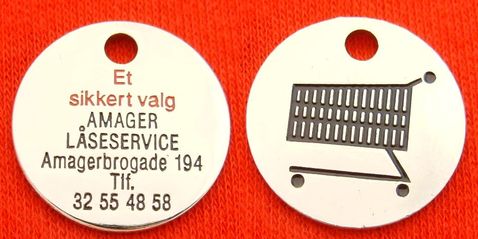 Et
sikkert valg
AMAGER
LÅSESERVICE
Amagerbrogade 194
Tlf.
32 55 48 58